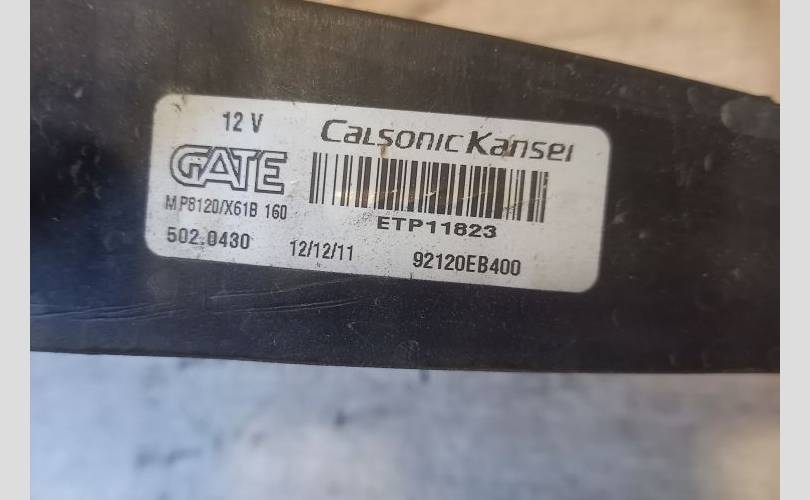 12 V CALSONIC KANSEI
GATE
MP8120/X61B 160
ETP11823
502.0430 12/12/11 92120EB400